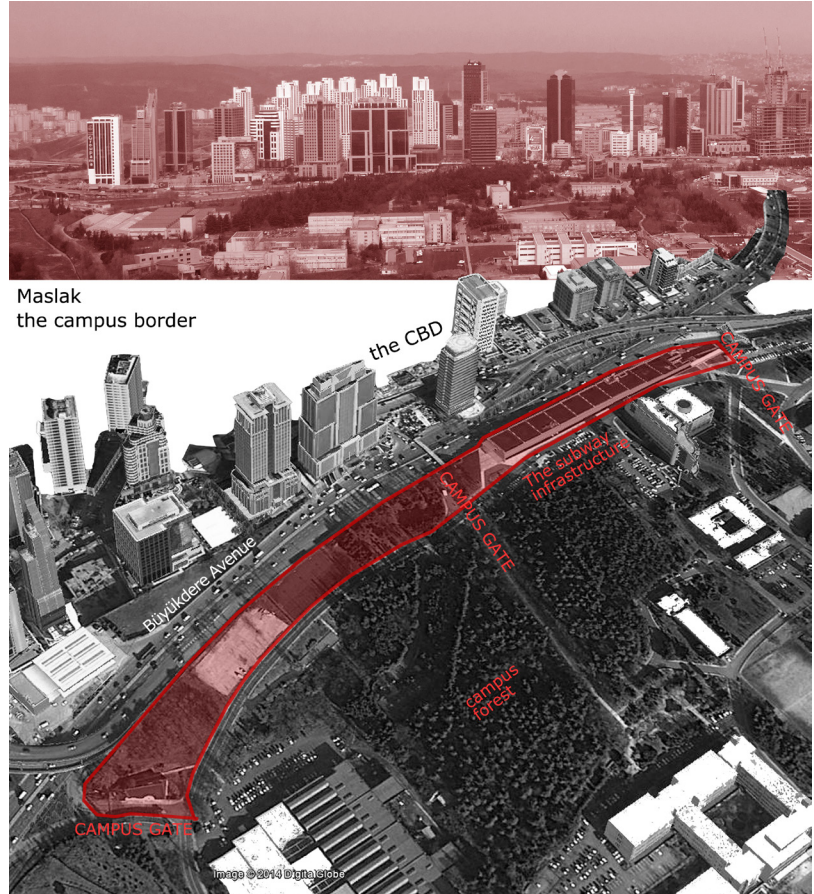 Maslak
the campus border
the CBD
CAMPUS GATE
The subway
infrastructure
CAMPUS GATE
Büyükdere Avenue
campus
forest
CAMPUS GATE
Image © 2014 DigitalGlobe